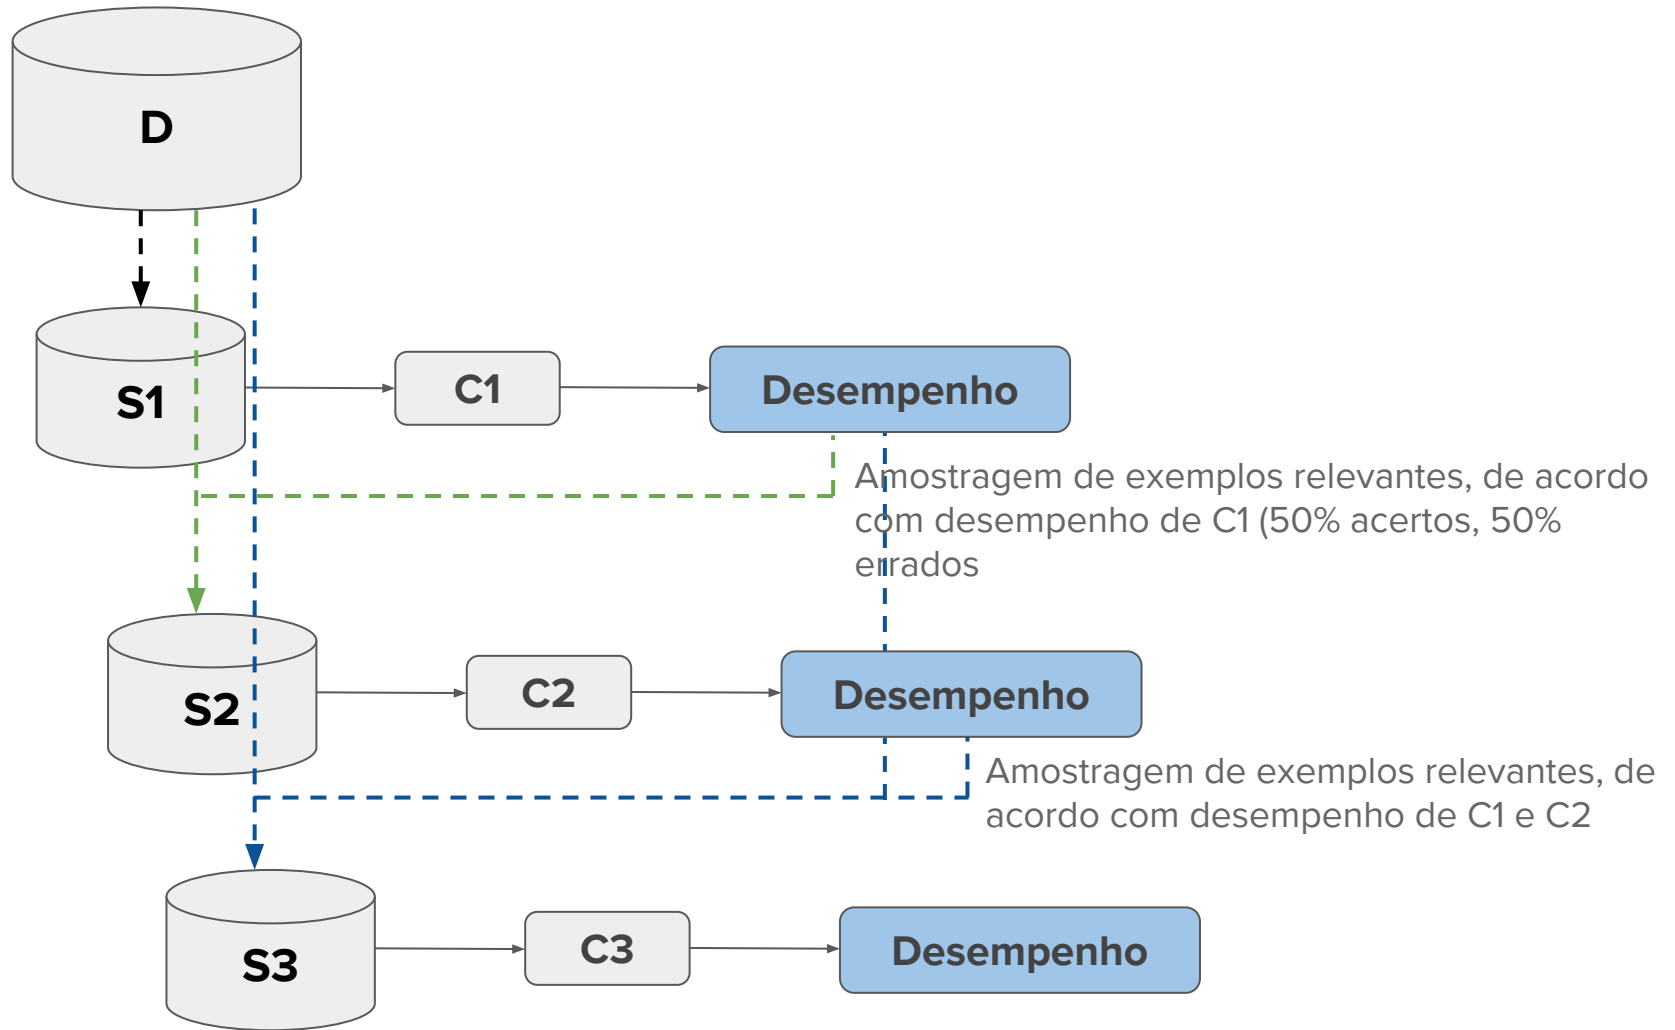 D
S1
C1
Desempenho
Amostragem de exemplos relevantes, de acordo
com desempenho de C1 (50% acertos, 50%
errados
S2
C2
Desempenho
Amostragem de exemplos relevantes, de
acordo com desempenho de C1 e C2
S3
C3
Desempenho